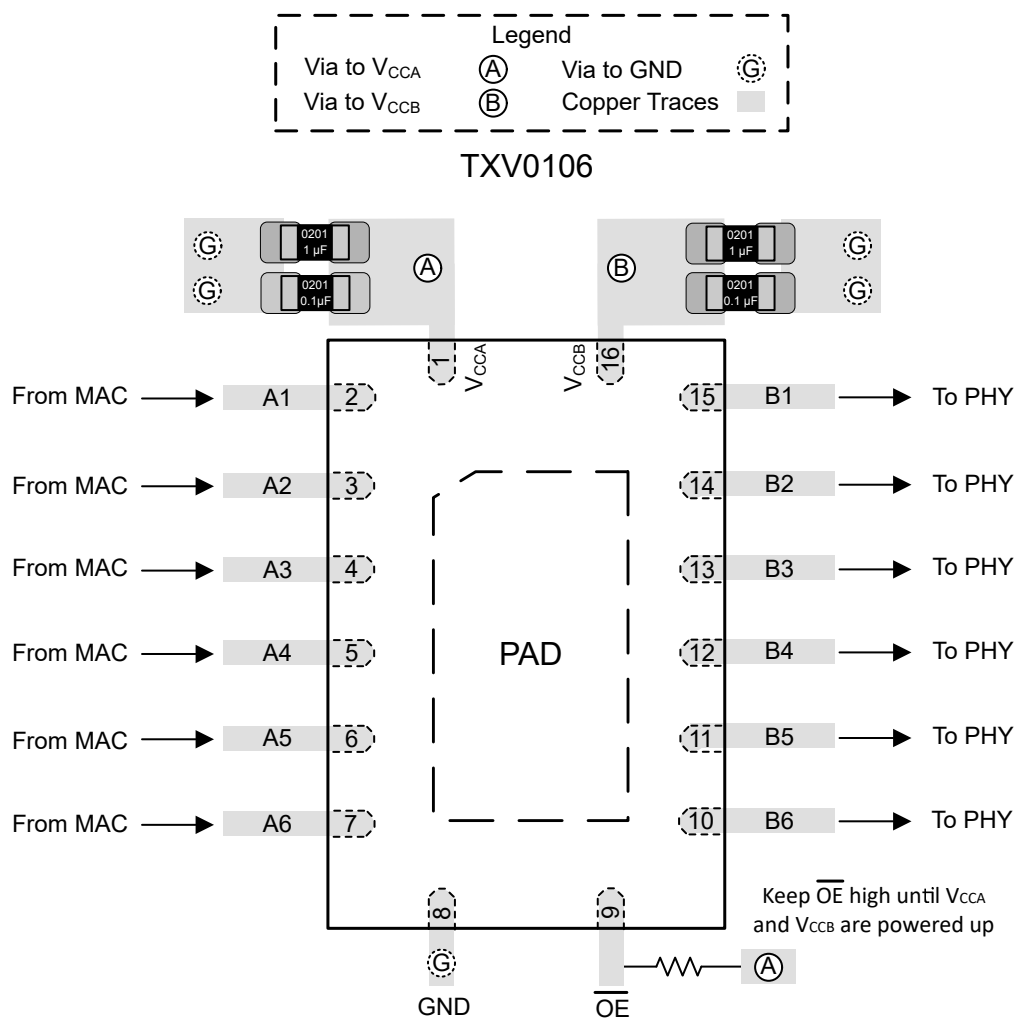 Legend
Via to VCCA A Via to GND G
Via to VCCB B Copper Traces
TXV0106
G 0201 1 µF A B 0201 1 µF G
G 0201 0.1µF 0201 0.1 µF G
1 VCCA VCCB 16
From MAC A1 2 15 B1 To PHY
From MAC A2 3 14 B2 To PHY
From MAC A3 4 13 B3 To PHY
From MAC A4 5 PAD 12 B4 To PHY
From MAC A5 6 11 B5 To PHY
From MAC A6 7 10 B6 To PHY
8 9
Keep O̅E̅ high until VCCA
and VCCB are powered up
G A
GND O̅E̅